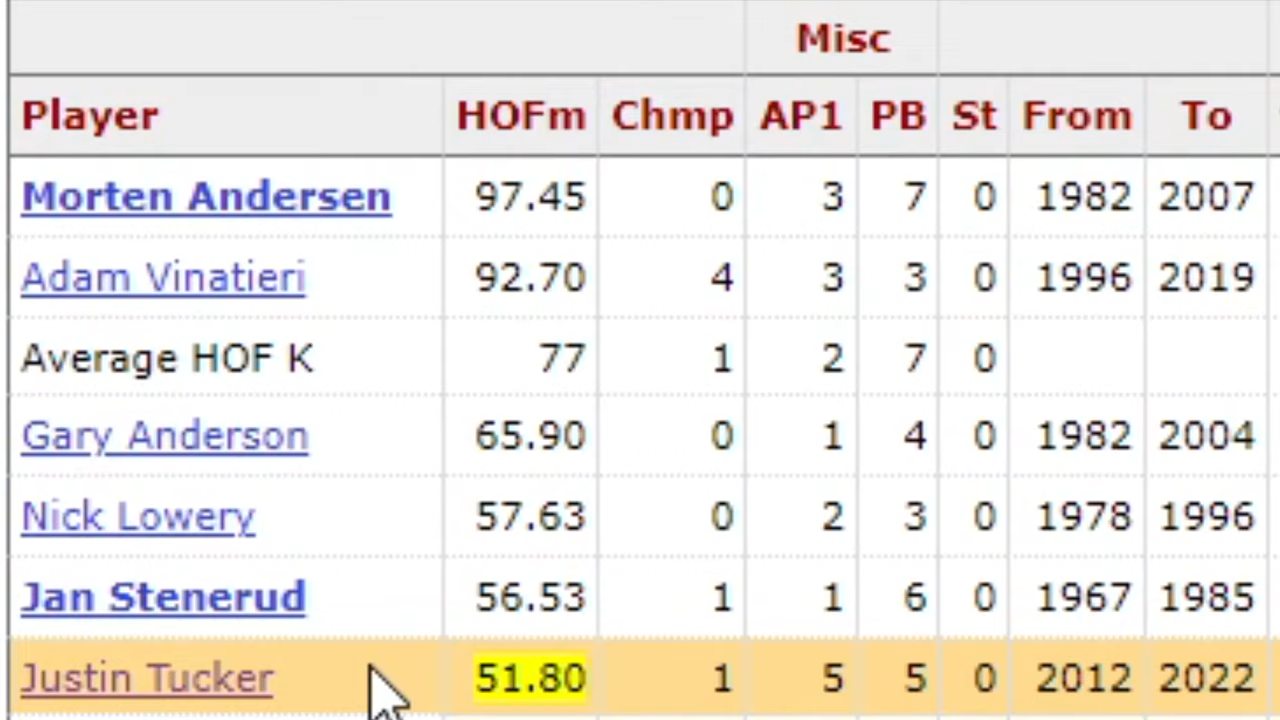 Misc
Player HOFm Chmp AP1 PB St From To
Morten Andersen 97.45 0 3 7 0 1982 2007
Adam Vinatieri 92.70 4 3 3 0 1996 2019
Average HOF K 77 1 2 7 0
Gary Anderson 65.90 0 1 4 0 1982 2004
Nick Lowery 57.63 0 2 3 0 1978 1996
Jan Stenerud 56.53 1 1 6 0 1967 1985
Justin Tucker 51.80 1 5 5 0 2012 2022